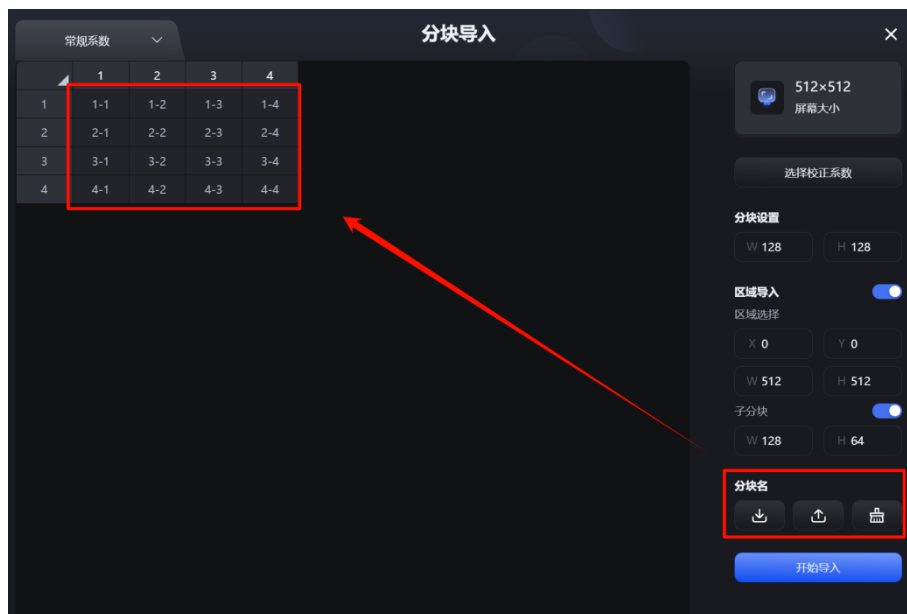 常规系数
分块导入
1 2 3 4
1 1-1 1-2 1-3 1-4
2 2-1 2-2 2-3 2-4
3 3-1 3-2 3-3 3-4
4 4-1 4-2 4-3 4-4
512×512
屏幕大小
选择校正系数
分块设置
W 128 H 128
区域导入
区域选择
X 0 Y 0
W 512 H 512
子分块
W 128 H 64
分块名
开始导入